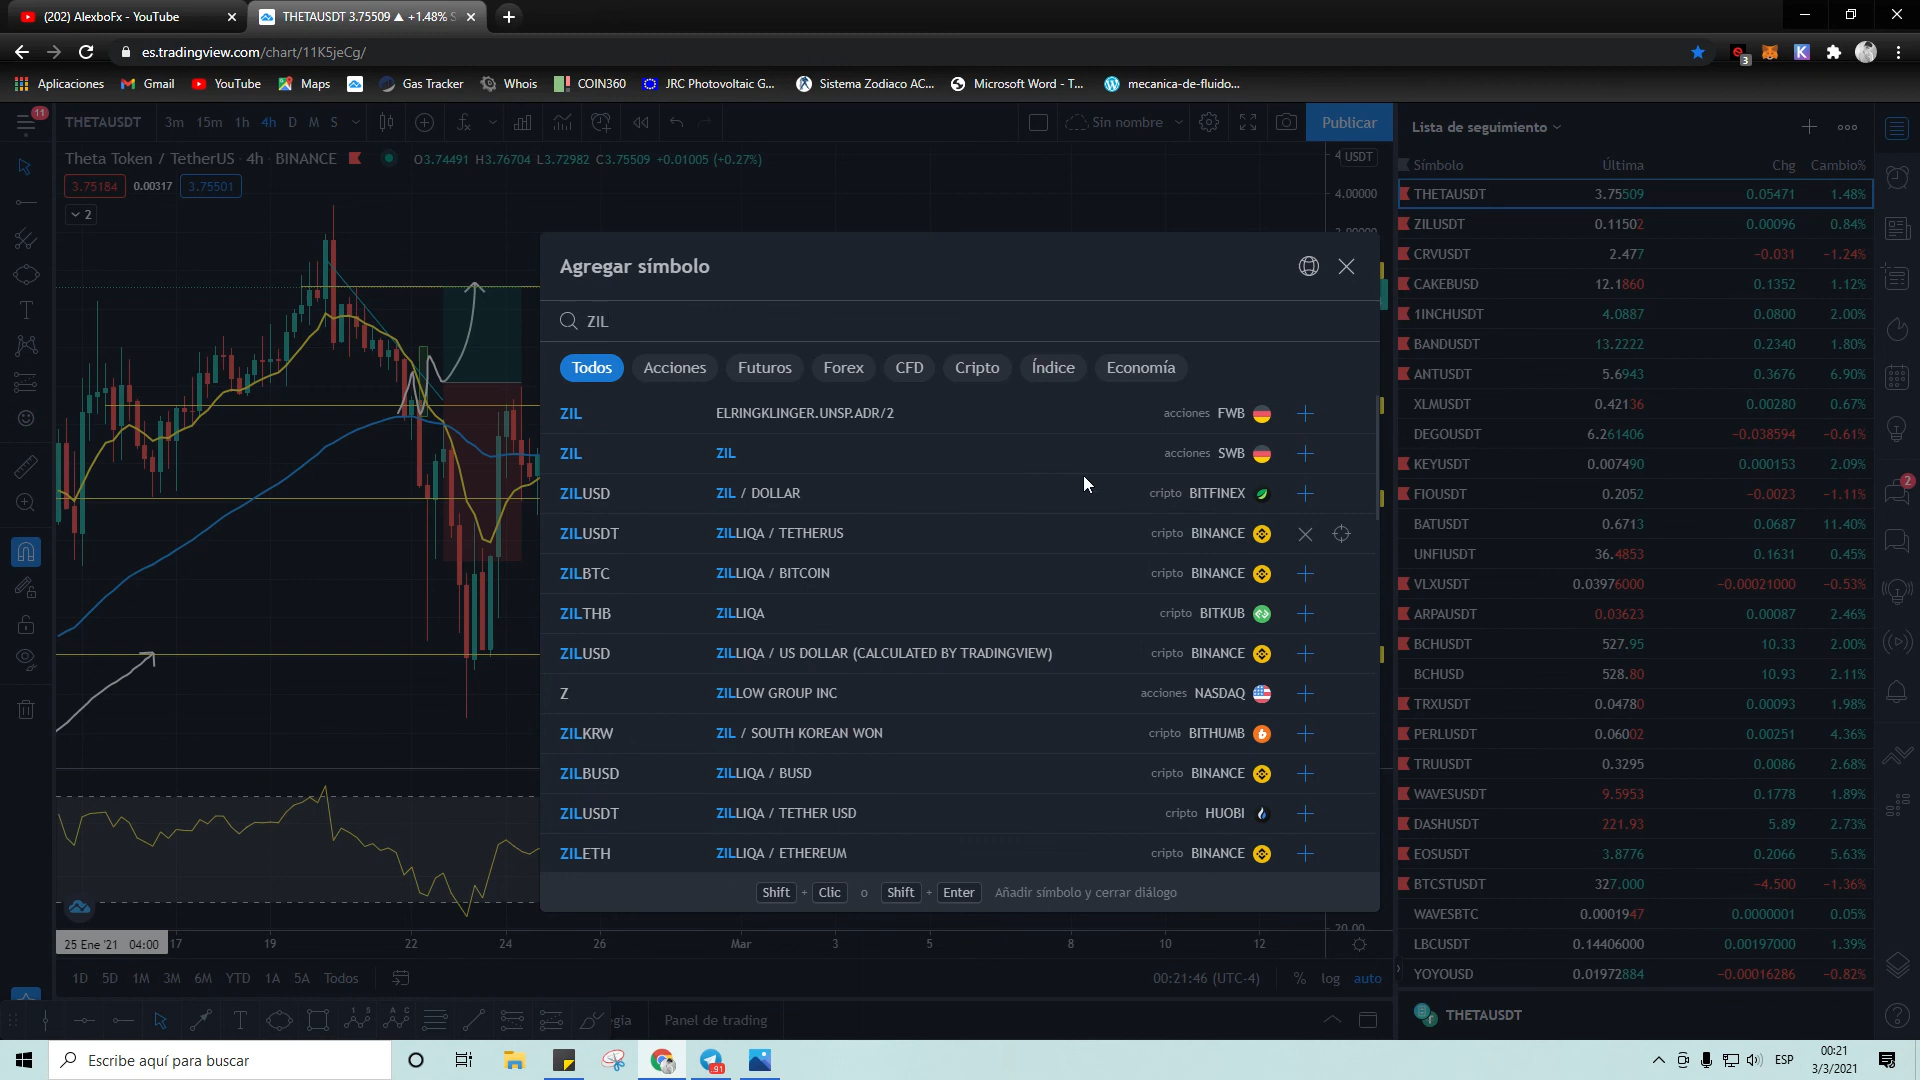 (202) AlexboFx - YouTube
THETAUSDT 3.75509 ▲ +1.48% S
es.tradingview.com/chart/11K5jeCg/
3
Aplicaciones Gmail YouTube Maps Gas Tracker Whois COIN360 JRC Photovoltaic G... Sistema Zodiaco AC... Microsoft Word - T... mecanica-de-fluido...
11
THETAUSDT 3m 15m 1h 4h D M S Sin nombre Publicar
Theta Token / TetherUS · 4h · BINANCE O3.74491 H3.76704 L3.72982 C3.75509 +0.01005 (+0.27%)
3.75184 0.00317 3.75501
2
USDT
4.00000
Agregar símbolo
ZIL
Todos Acciones Futuros Forex CFD Cripto Índice Economía
ZIL ELRINGKLINGER.UNSP.ADR/2 acciones FWB
ZIL ZIL acciones SWB
ZILUSD ZIL / DOLLAR cripto BITFINEX
ZILUSDT ZILLIQA / TETHERUS cripto BINANCE
ZILBTC ZILLIQA / BITCOIN cripto BINANCE
ZILTHB ZILLIQA cripto BITKUB
ZILUSD ZILLIQA / US DOLLAR (CALCULATED BY TRADINGVIEW) cripto BINANCE
Z ZILLOW GROUP INC acciones NASDAQ
ZILKRW ZIL / SOUTH KOREAN WON cripto BITHUMB
ZILBUSD ZILLIQA / BUSD cripto BINANCE
ZILUSDT ZILLIQA / TETHER USD cripto HUOBI
ZILETH ZILLIQA / ETHEREUM cripto BINANCE
Shift + Clic o Shift + Enter Añadir símbolo y cerrar diálogo
20.00
25 Ene '21 04:00 17 19 22 24 26 Mar 3 5 8 10 12
1D 5D 1M 3M 6M YTD 1A 5A Todos 00:21:46 (UTC-4) % log auto
egia Panel de trading
Lista de seguimiento
Símbolo Última Chg Cambio%
THETAUSDT 3.75509 0.05471 1.48%
ZILUSDT 0.11502 0.00096 0.84%
CRVUSDT 2.477 −0.031 −1.24%
CAKEBUSD 12.1860 0.1352 1.12%
1INCHUSDT 4.0887 0.0800 2.00%
BANDUSDT 13.2222 0.2340 1.80%
ANTUSDT 5.6943 0.3676 6.90%
XLMUSDT 0.42136 0.00280 0.67%
DEGOUSDT 6.261406 −0.038594 −0.61%
KEYUSDT 0.007490 0.000153 2.09%
FIOUSDT 0.2052 −0.0023 −1.11%
BATUSDT 0.6713 0.0687 11.40%
UNFIUSDT 36.4853 0.1631 0.45%
VLXUSDT 0.03976000 −0.00021000 −0.53%
ARPAUSDT 0.03623 0.00087 2.46%
BCHUSDT 527.95 10.33 2.00%
BCHUSD 528.80 10.93 2.11%
TRXUSDT 0.04780 0.00093 1.98%
PERLUSDT 0.06002 0.00251 4.36%
TRUUSDT 0.3295 0.0086 2.68%
WAVESUSDT 9.5953 0.1778 1.89%
DASHUSDT 221.93 5.89 2.73%
EOSUSDT 3.8776 0.2066 5.63%
BTCSTUSDT 327.000 −4.500 −1.36%
WAVESBTC 0.0001947 0.0000001 0.05%
LBCUSDT 0.14406000 0.00197000 1.39%
YOYOUSD 0.01972884 −0.00016286 −0.82%
THETAUSDT
2
Escribe aquí para buscar
91
ESP
00:21
3/3/2021